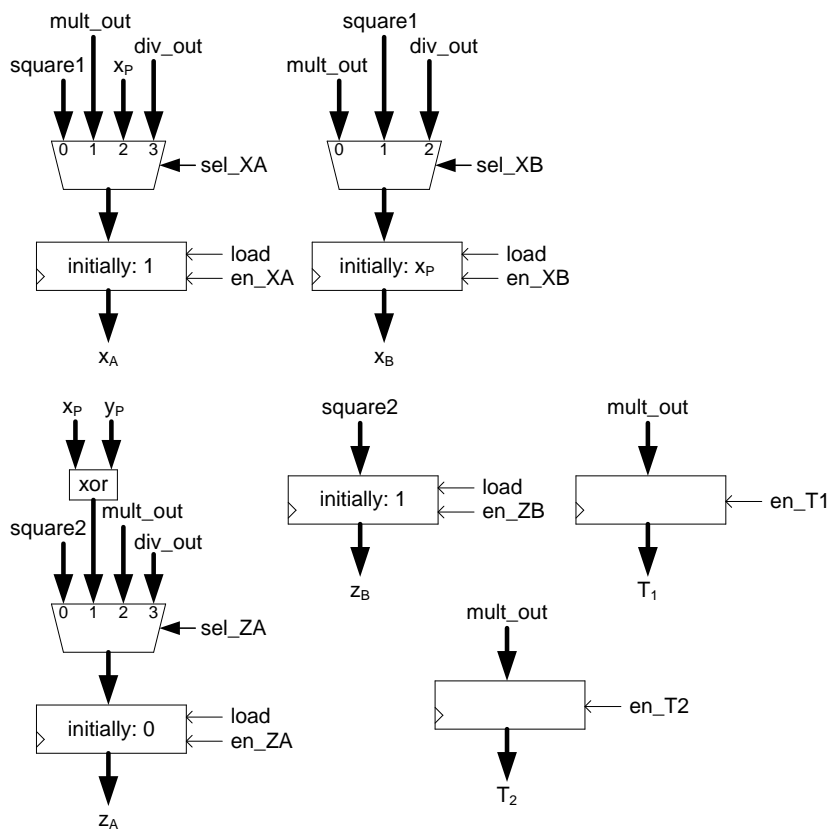 mult_out
square1 x_P div_out
0 1 2 3
sel_XA
initially: 1
load
en_XA
x_A
square1
mult_out div_out
0 1 2
sel_XB
initially: x_P
load
en_XB
x_B
x_P y_P
xor
square2 mult_out div_out
0 1 2 3
sel_ZA
initially: 0
load
en_ZA
z_A
square2
initially: 1
load
en_ZB
z_B
mult_out
en_T1
T_1
mult_out
en_T2
T_2